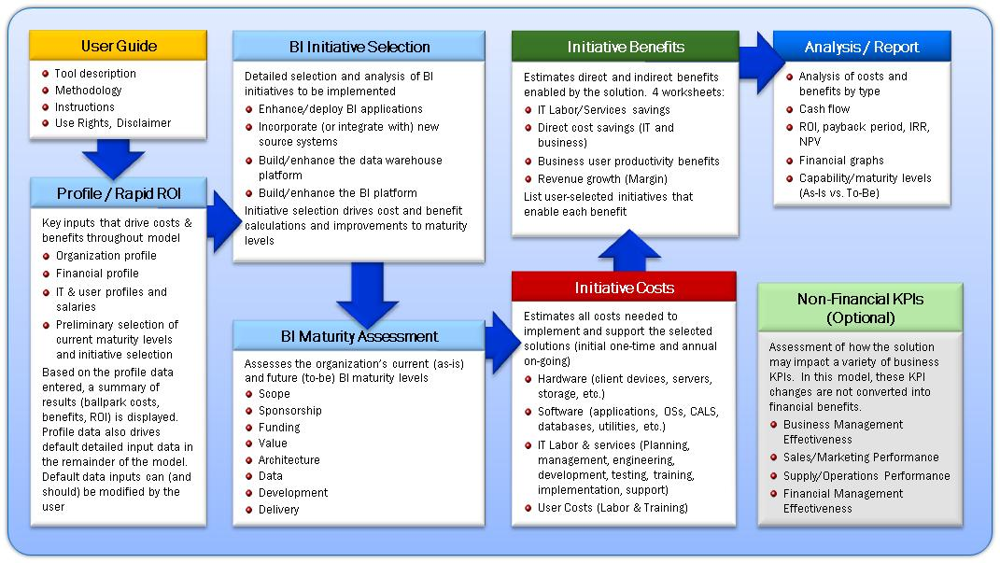 User Guide
Tool description
Methodology
Instructions
Use Rights, Disclaimer
Profile / Rapid ROI
Key inputs that drive costs &
benefits throughout model
Organization profile
Financial profile
IT & user profiles and
salaries
Preliminary selection of
current maturity levels
and initiative selection
Based on the profile data
entered, a summary of
results (ballpark costs,
benefits, ROI) is displayed.
Profile data also drives
default detailed input data in
the remainder of the model.
Default data inputs can (and
should) be modified by the
user
BI Initiative Selection
Detailed selection and analysis of BI
initiatives to be implemented
Enhance/deploy BI applications
Incorporate (or integrate with) new
source systems
Build/enhance the data warehouse
platform
Build/enhance the BI platform
Initiative selection drives cost and benefit
calculations and improvements to maturity
levels
BI Maturity Assessment
Assesses the organization's current (as-is)
and future (to-be) BI maturity levels
Scope
Sponsorship
Funding
Value
Architecture
Data
Development
Delivery
Initiative Benefits
Estimates direct and indirect benefits
enabled by the solution. 4 worksheets:
IT Labor/Services savings
Direct cost savings (IT and
business)
Business user productivity benefits
Revenue growth (Margin)
List user-selected initiatives that
enable each benefit
Initiative Costs
Estimates all costs needed to
implement and support the selected
solutions (initial one-time and annual
on-going)
Hardware (client devices, servers,
storage, etc.)
Software (applications, OSs, CALS,
databases, utilities, etc.)
IT Labor & services (Planning,
management, engineering,
development, testing, training,
implementation, support)
User Costs (Labor & Training)
Analysis / Report
Analysis of costs and
benefits by type
Cash flow
ROI, payback period, IRR,
NPV
Financial graphs
Capability/maturity levels
(As-Is vs. To-Be)
Non-Financial KPIs
(Optional)
Assessment of how the solution
may impact a variety of business
KPIs. In this model, these KPI
changes are not converted into
financial benefits.
Business Management
Effectiveness
Sales/Marketing Performance
Supply/Operations Performance
Financial Management
Effectiveness